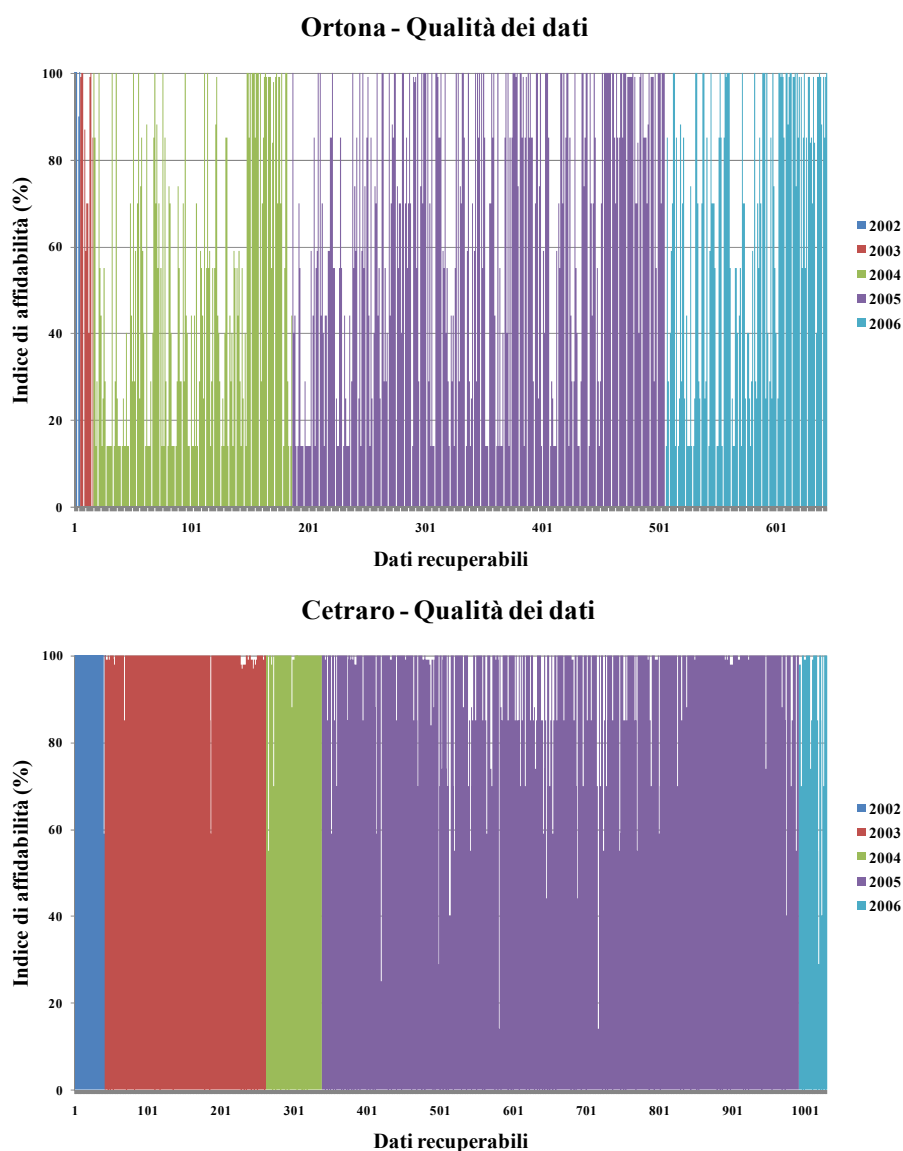 Ortona - Qualità dei dati
Indice di affidabilità (%)
100
80
60
40
20
0
1 101 201 301 401 501 601
Dati recuperabili
2002
2003
2004
2005
2006
Cetraro - Qualità dei dati
Indice di affidabilità (%)
100
80
60
40
20
0
1 101 201 301 401 501 601 701 801 901 1001
Dati recuperabili
2002
2003
2004
2005
2006